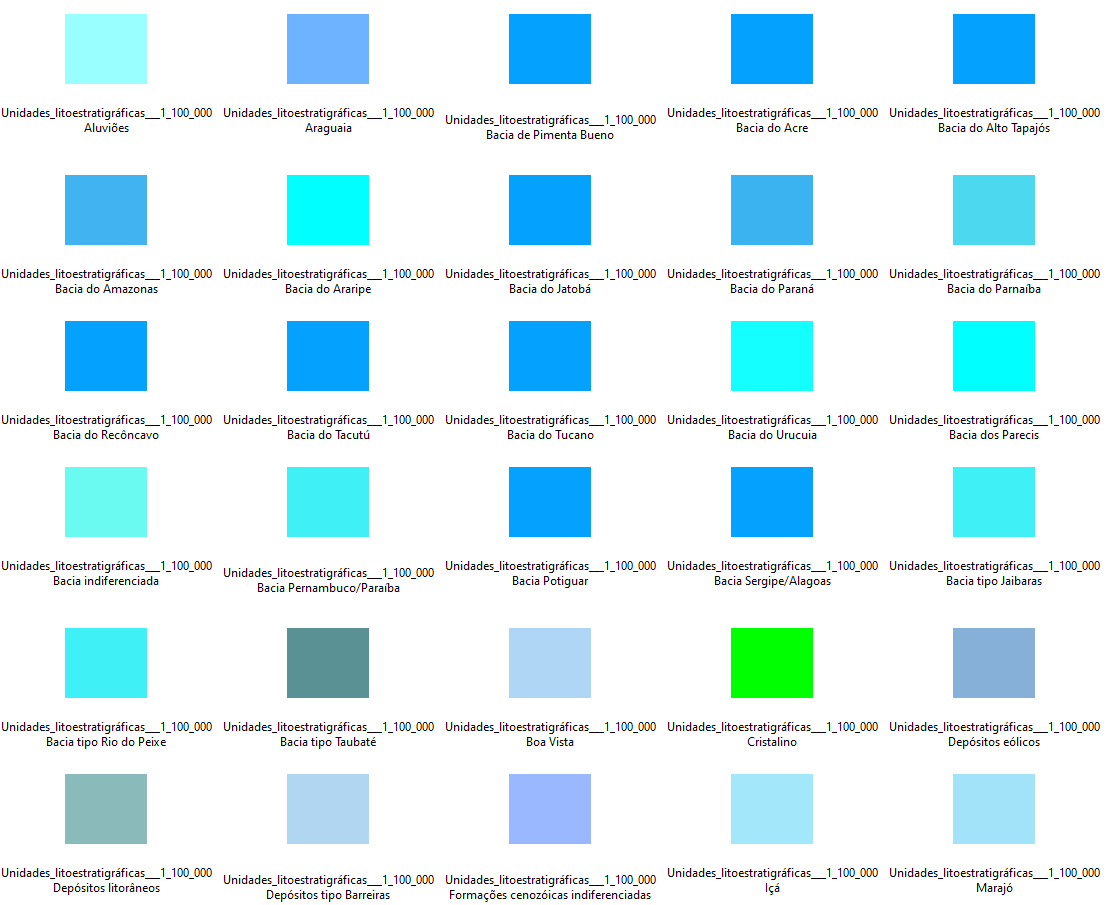 Unidades_litoestratigráficas___1_100_000
Aluviões
Unidades_litoestratigráficas___1_100_000
Araguaia
Unidades_litoestratigráficas___1_100_000
Bacia de Pimenta Bueno
Unidades_litoestratigráficas___1_100_000
Bacia do Acre
Unidades_litoestratigráficas___1_100_000
Bacia do Alto Tapajós
Unidades_litoestratigráficas___1_100_000
Bacia do Amazonas
Unidades_litoestratigráficas___1_100_000
Bacia do Araripe
Unidades_litoestratigráficas___1_100_000
Bacia do Jatobá
Unidades_litoestratigráficas___1_100_000
Bacia do Paraná
Unidades_litoestratigráficas___1_100_000
Bacia do Parnaíba
Unidades_litoestratigráficas___1_100_000
Bacia do Recôncavo
Unidades_litoestratigráficas___1_100_000
Bacia do Tacutú
Unidades_litoestratigráficas___1_100_000
Bacia do Tucano
Unidades_litoestratigráficas___1_100_000
Bacia do Urucuia
Unidades_litoestratigráficas___1_100_000
Bacia dos Parecis
Unidades_litoestratigráficas___1_100_000
Bacia indiferenciada
Unidades_litoestratigráficas___1_100_000
Bacia Pernambuco/Paraíba
Unidades_litoestratigráficas___1_100_000
Bacia Potiguar
Unidades_litoestratigráficas___1_100_000
Bacia Sergipe/Alagoas
Unidades_litoestratigráficas___1_100_000
Bacia tipo Jaibaras
Unidades_litoestratigráficas___1_100_000
Bacia tipo Rio do Peixe
Unidades_litoestratigráficas___1_100_000
Bacia tipo Taubaté
Unidades_litoestratigráficas___1_100_000
Boa Vista
Unidades_litoestratigráficas___1_100_000
Cristalino
Unidades_litoestratigráficas___1_100_000
Depósitos eólicos
Unidades_litoestratigráficas___1_100_000
Depósitos litorâneos
Unidades_litoestratigráficas___1_100_000
Depósitos tipo Barreiras
Unidades_litoestratigráficas___1_100_000
Formações cenozóicas indiferenciadas
Unidades_litoestratigráficas___1_100_000
Içá
Unidades_litoestratigráficas___1_100_000
Marajó